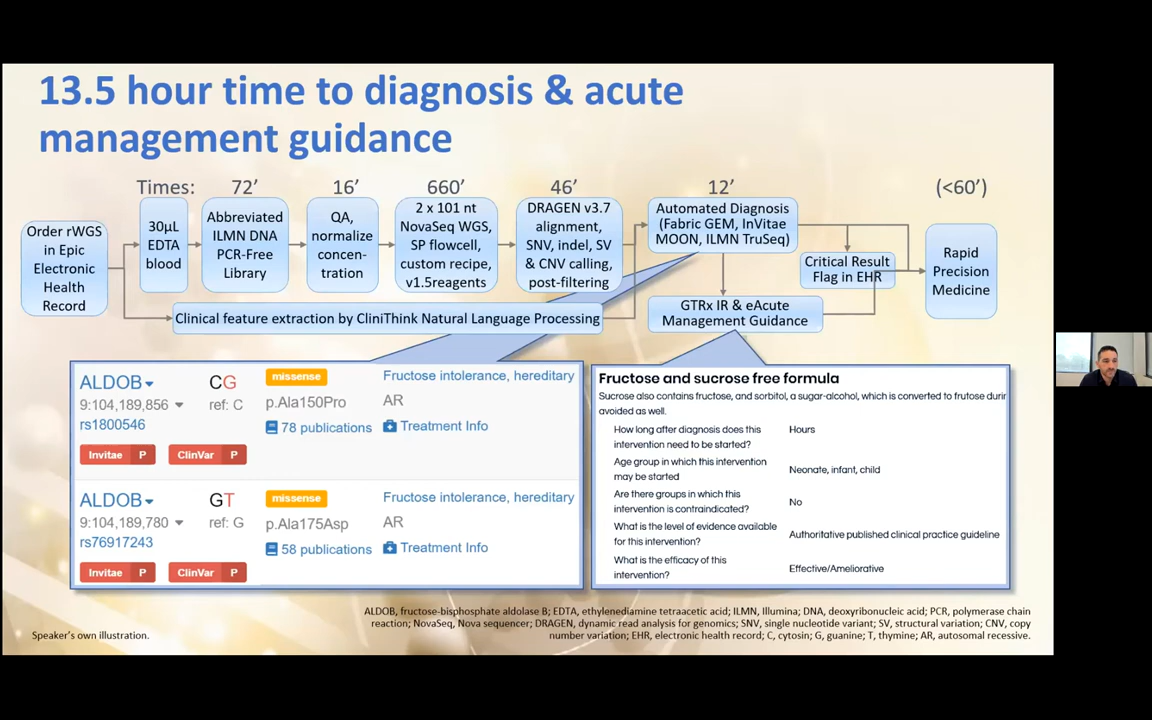 13.5 hour time to diagnosis & acute
management guidance
Times:
72’
16’
660’
46’
12’
(<60’)
Order rWGS
in Epic
Electronic
Health
Record
30µL
EDTA
blood
Abbreviated
ILMN DNA
PCR-Free
Library
QA,
normalize
concen-
tration
2 x 101 nt
NovaSeq WGS,
SP flowcell,
custom recipe,
v1.5reagents
DRAGEN v3.7
alignment,
SNV, indel, SV
& CNV calling,
post-filtering
Automated Diagnosis
(Fabric GEM, InVitae
MOON, ILMN TruSeq)
Critical Result
Flag in EHR
Rapid
Precision
Medicine
Clinical feature extraction by CliniThink Natural Language Processing
GTRx IR & eAcute
Management Guidance
ALDOB
CG
missense
Fructose intolerance, hereditary
9:104,189,856
ref: C
p.Ala150Pro
AR
rs1800546
78 publications
Treatment Info
Invitae P
ClinVar P
ALDOB
GT
missense
Fructose intolerance, hereditary
9:104,189,780
ref: G
p.Ala175Asp
AR
rs76917243
58 publications
Treatment Info
Invitae P
ClinVar P
Fructose and sucrose free formula
Sucrose also contains fructose, and sorbitol, a sugar-alcohol, which is converted to frutose durin
avoided as well.
How long after diagnosis does this
intervention need to be started?
Hours
Age group in which this intervention
may be started
Neonate, infant, child
Are there groups in which this
intervention is contraindicated?
No
What is the level of evidence available
for this intervention?
Authoritative published clinical practice guideline
What is the efficacy of this
intervention?
Effective/Ameliorative
ALDOB, fructose-bisphosphate aldolase B; EDTA, ethylenediamine tetraacetic acid; ILMN, Illumina; DNA, deoxyribonucleic acid; PCR, polymerase chain
reaction; NovaSeq, Nova sequencer; DRAGEN, dynamic read analysis for genomics; SNV, single nucleotide variant; SV, structural variation; CNV, copy
number variation; EHR, electronic health record; C, cytosin; G, guanine; T, thymine; AR, autosomal recessive.
Speaker’s own illustration.